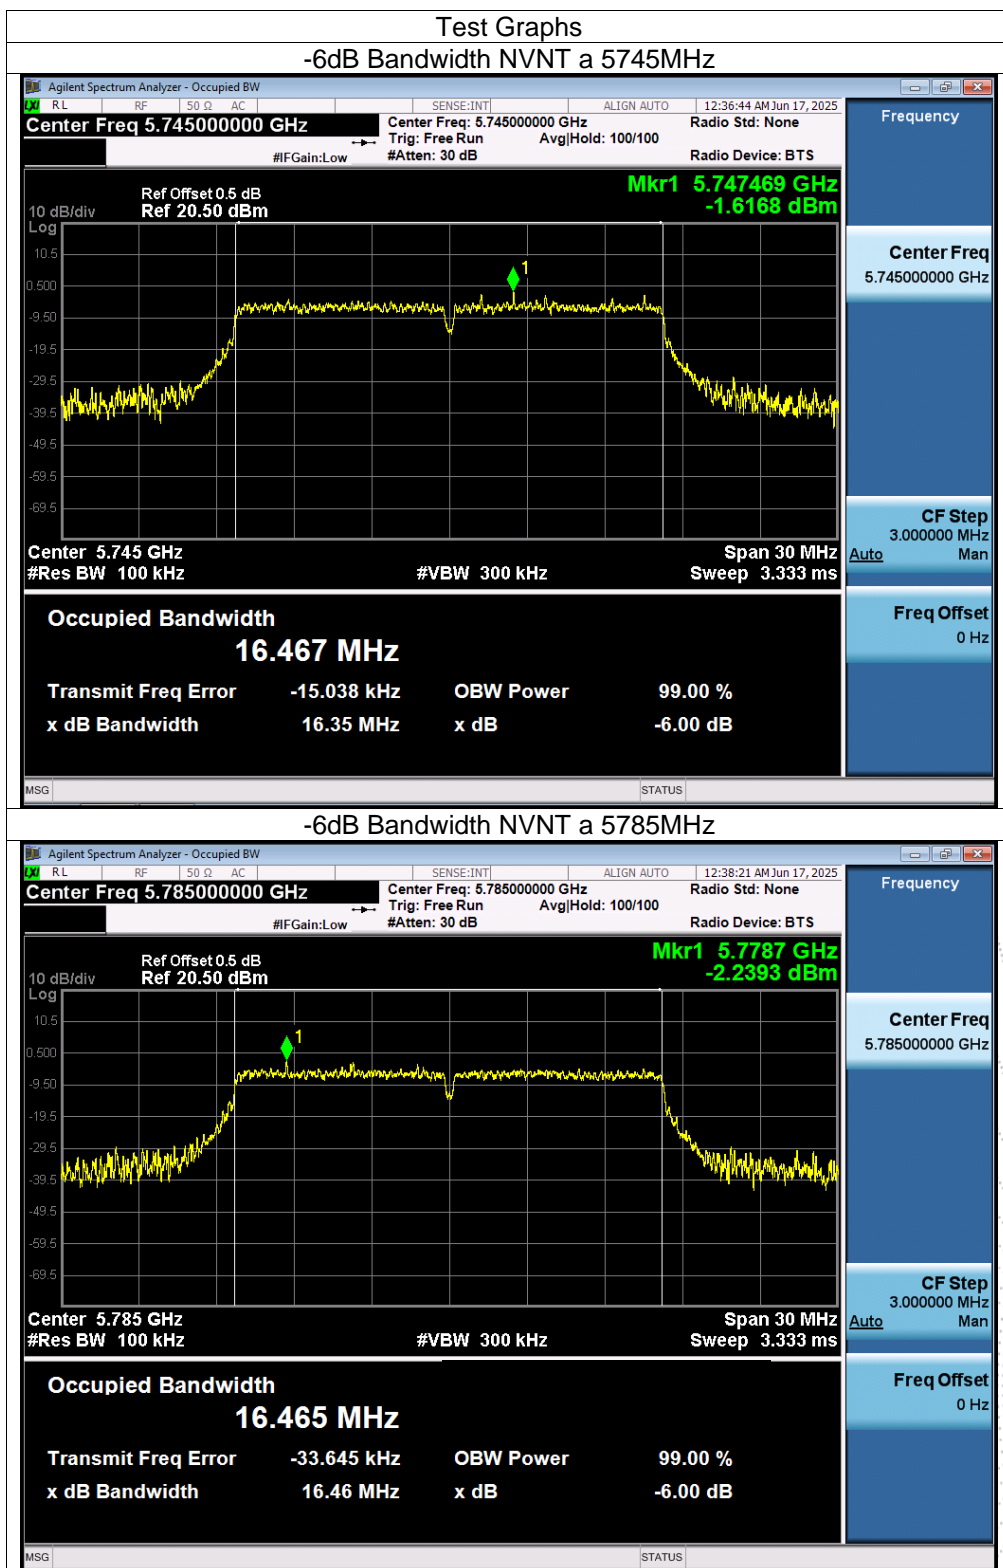 Test Graphs
-6dB Bandwidth NVNT a 5745MHz
Agilent Spectrum Analyzer - Occupied BW
LXI RL RF 50 Ω AC SENSE:INT ALIGN AUTO 12:36:44 AM Jun 17, 2025
Center Freq 5.745000000 GHz Center Freq: 5.745000000 GHz Radio Std: None Frequency
Trig: Free Run Avg|Hold: 100/100
#IFGain:Low #Atten: 30 dB Radio Device: BTS
Mkr1 5.747469 GHz
-1.6168 dBm
Ref Offset 0.5 dB
10 dB/div Ref 20.50 dBm
Log
10.5
0.500
-9.50
-19.5
-29.5
-39.5
-49.5
-59.5
-69.5
1
Center Freq
5.745000000 GHz
CF Step
3.000000 MHz
Auto Man
Center 5.745 GHz Span 30 MHz
#Res BW 100 kHz #VBW 300 kHz Sweep 3.333 ms
Freq Offset
0 Hz
Occupied Bandwidth
16.467 MHz
Transmit Freq Error -15.038 kHz OBW Power 99.00 %
x dB Bandwidth 16.35 MHz x dB -6.00 dB
MSG STATUS
-6dB Bandwidth NVNT a 5785MHz
Agilent Spectrum Analyzer - Occupied BW
LXI RL RF 50 Ω AC SENSE:INT ALIGN AUTO 12:38:21 AM Jun 17, 2025
Center Freq 5.785000000 GHz Center Freq: 5.785000000 GHz Radio Std: None Frequency
Trig: Free Run Avg|Hold: 100/100
#IFGain:Low #Atten: 30 dB Radio Device: BTS
Mkr1 5.7787 GHz
-2.2393 dBm
Ref Offset 0.5 dB
10 dB/div Ref 20.50 dBm
Log
10.5
0.500
-9.50
-19.5
-29.5
-39.5
-49.5
-59.5
-69.5
1
Center Freq
5.785000000 GHz
CF Step
3.000000 MHz
Auto Man
Center 5.785 GHz Span 30 MHz
#Res BW 100 kHz #VBW 300 kHz Sweep 3.333 ms
Freq Offset
0 Hz
Occupied Bandwidth
16.465 MHz
Transmit Freq Error -33.645 kHz OBW Power 99.00 %
x dB Bandwidth 16.46 MHz x dB -6.00 dB
MSG STATUS